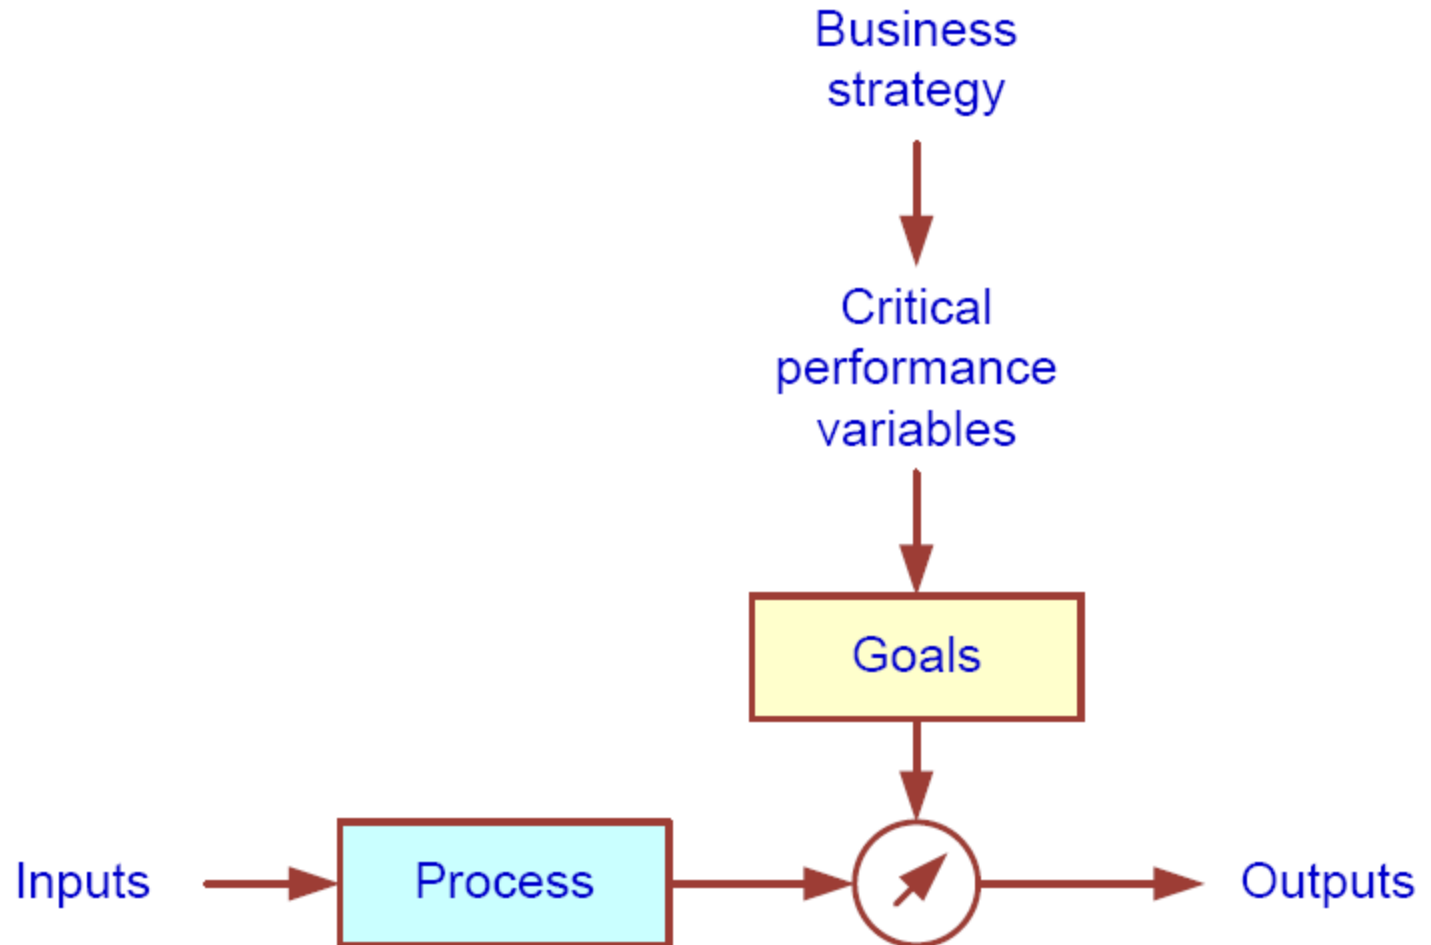 Business
strategy
Critical
performance
variables
Goals
Inputs
Process
Outputs